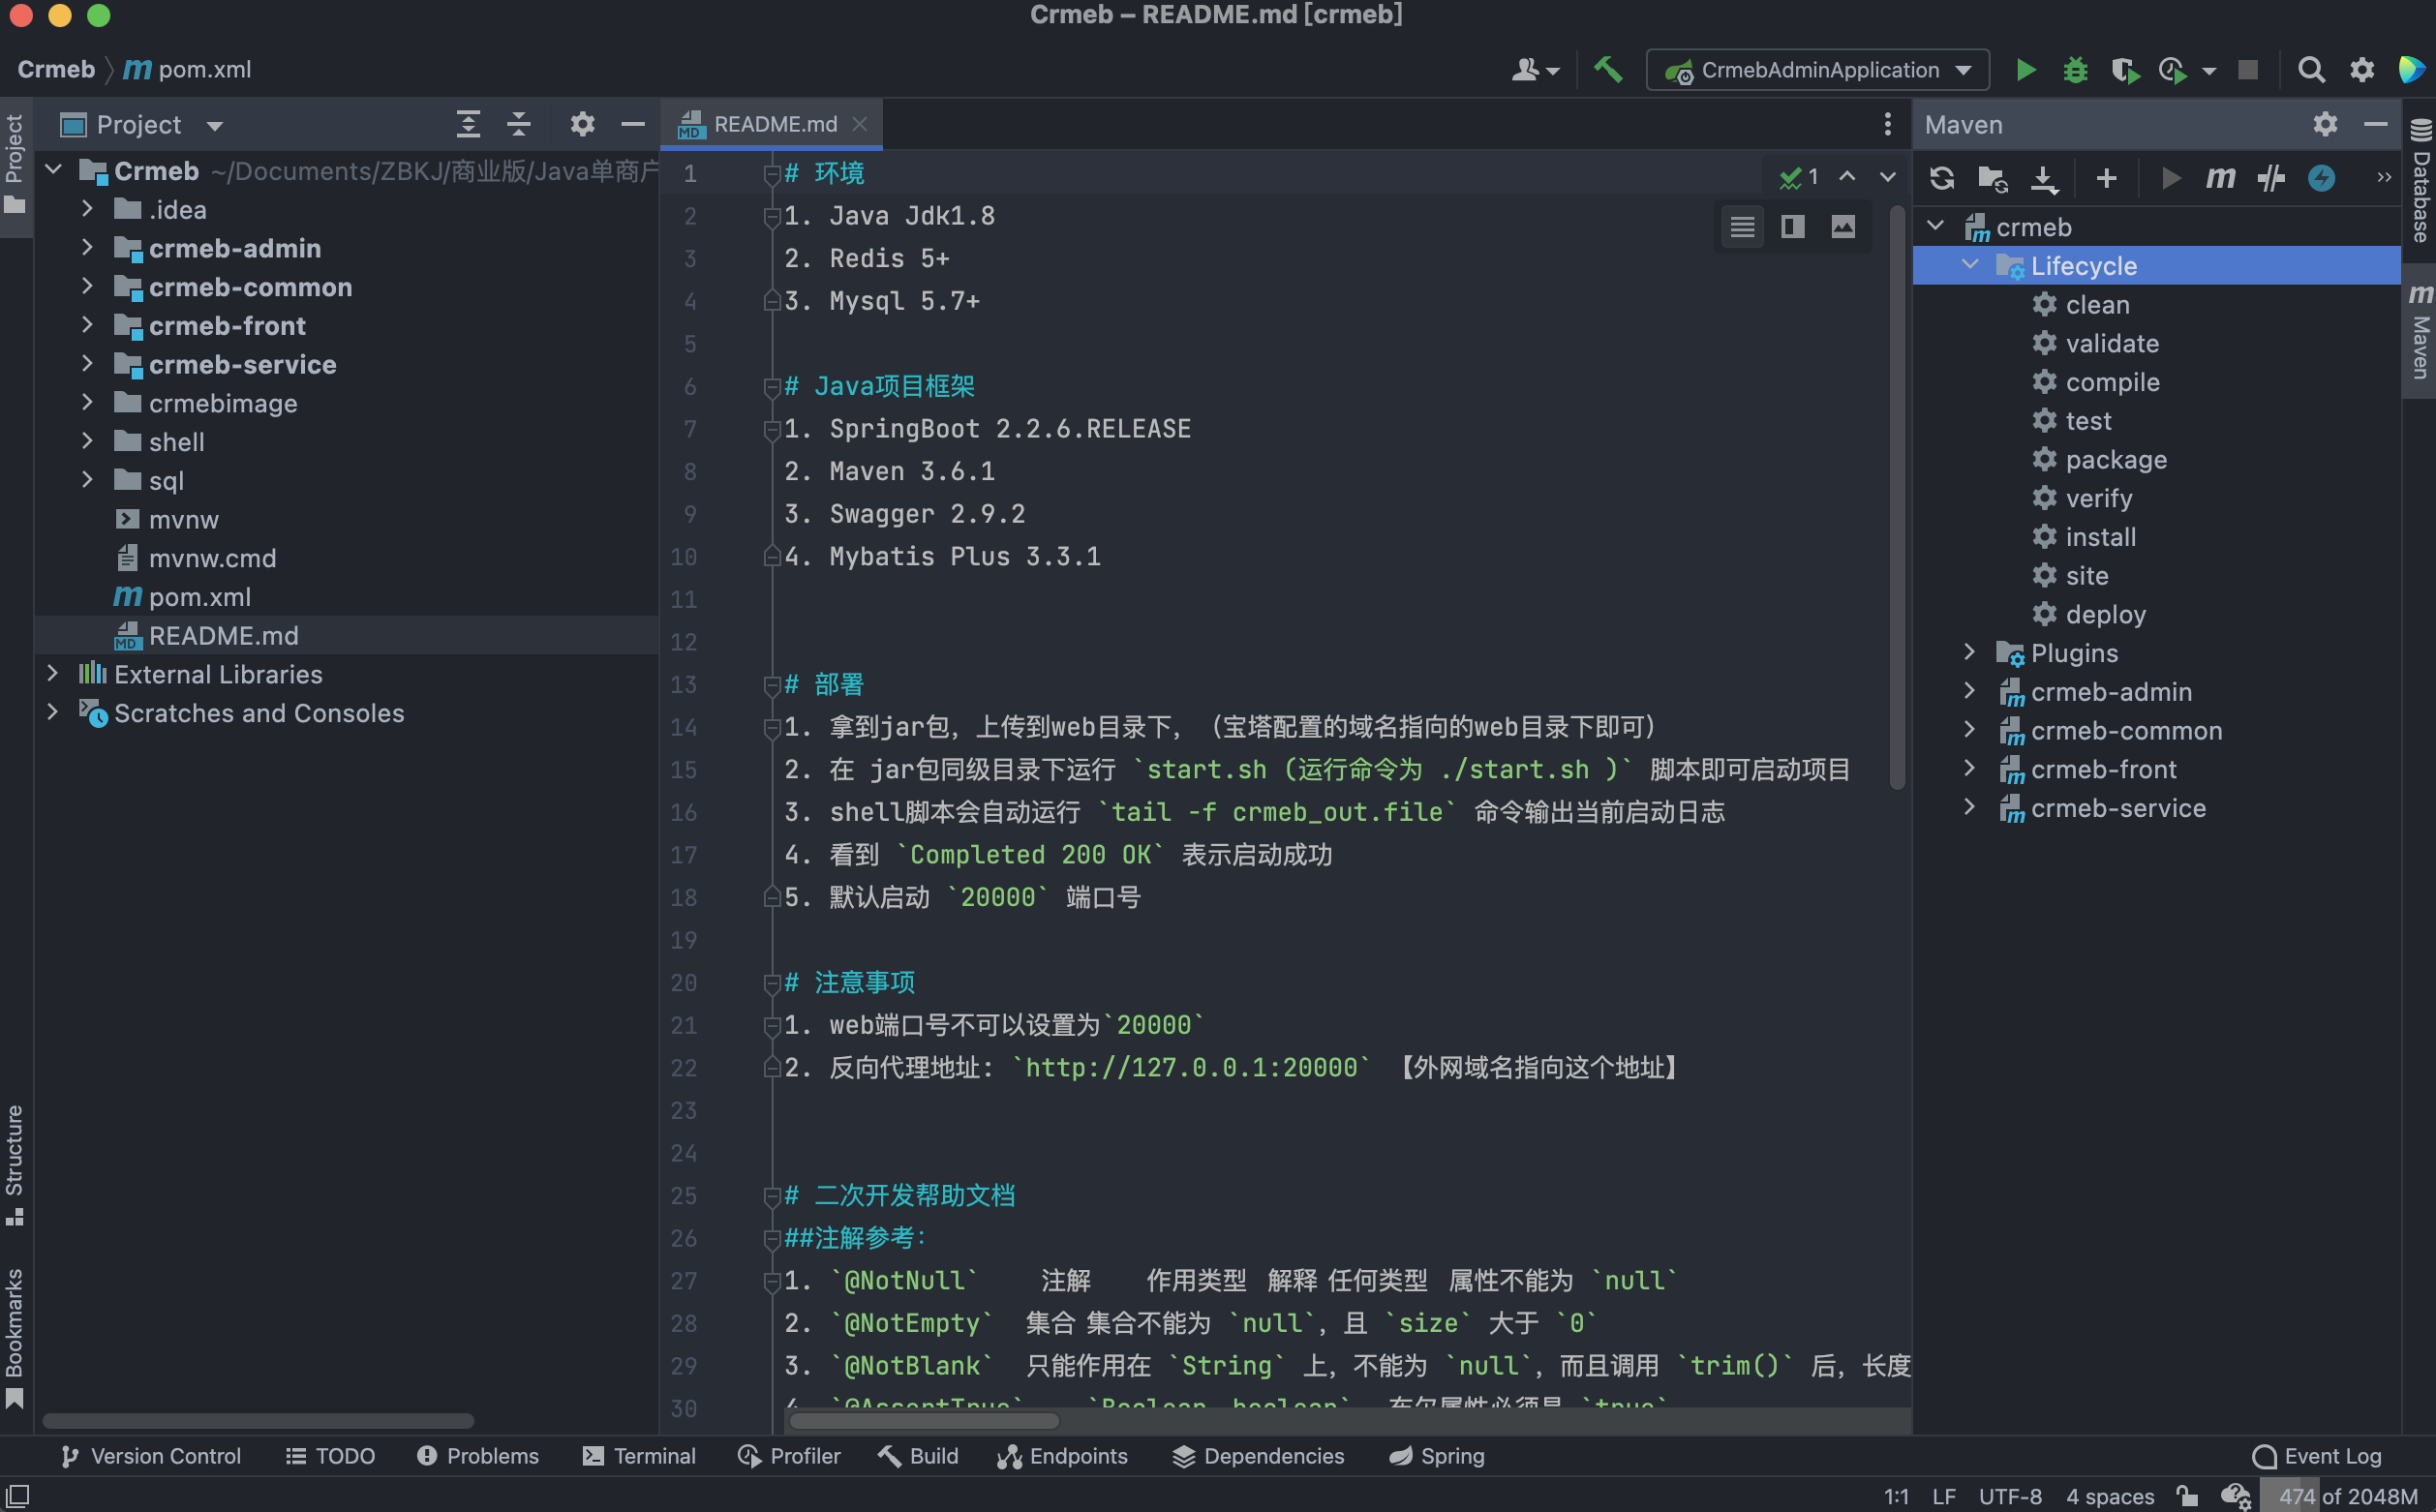 Crmeb – README.md [crmeb]
Crmeb
pom.xml
CrmebAdminApplication
Project
Project
Structure
Bookmarks
Crmeb ~/Documents/ZBKJ/商业版/Java单商户
.idea
crmeb-admin
crmeb-common
crmeb-front
crmeb-service
crmebimage
shell
sql
mvnw
mvnw.cmd
pom.xml
README.md
External Libraries
Scratches and Consoles
README.md
1
1 # 环境
2 1. Java Jdk1.8
3 2. Redis 5+
4 3. Mysql 5.7+
5
6 # Java项目框架
7 1. SpringBoot 2.2.6.RELEASE
8 2. Maven 3.6.1
9 3. Swagger 2.9.2
10 4. Mybatis Plus 3.3.1
11
12
13 # 部署
14 1. 拿到jar包，上传到web目录下，（宝塔配置的域名指向的web目录下即可）
15 2. 在 jar包同级目录下运行 `start.sh (运行命令为 ./start.sh )` 脚本即可启动项目
16 3. shell脚本会自动运行 `tail -f crmeb_out.file` 命令输出当前启动日志
17 4. 看到 `Completed 200 OK` 表示启动成功
18 5. 默认启动 `20000` 端口号
19
20 # 注意事项
21 1. web端口号不可以设置为`20000`
22 2. 反向代理地址: `http://127.0.0.1:20000` 【外网域名指向这个地址】
23
24
25 # 二次开发帮助文档
26 ##注解参考：
27 1. `@NotNull` 注解 作用类型 解释 任何类型 属性不能为 `null`
28 2. `@NotEmpty` 集合 集合不能为 `null`，且 `size` 大于 `0`
29 3. `@NotBlank` 只能作用在 `String` 上，不能为 `null`，而且调用 `trim()` 后，长度
30 4. `@AssertTrue` `Boolean、boolean` 布尔属性必须是 `true`
Maven
crmeb
Lifecycle
clean
validate
compile
test
package
verify
install
site
deploy
Plugins
crmeb-admin
crmeb-common
crmeb-front
crmeb-service
Database
Maven
Version Control TODO Problems Terminal Profiler Build Endpoints Dependencies Spring Event Log
1:1 LF UTF-8 4 spaces 474 of 2048M